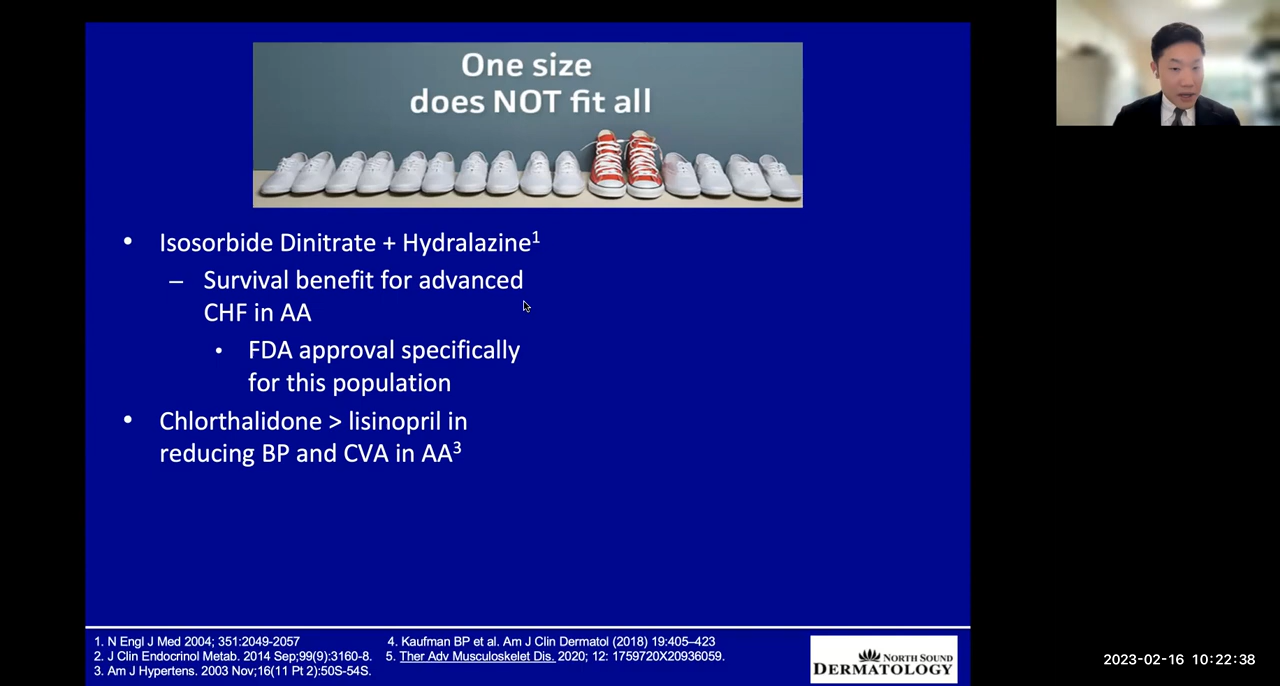 One size
does NOT fit all
• Isosorbide Dinitrate + Hydralazine1
– Survival benefit for advanced
CHF in AA
• FDA approval specifically
for this population
• Chlorthalidone > lisinopril in
reducing BP and CVA in AA3
1. N Engl J Med 2004; 351:2049-2057
2. J Clin Endocrinol Metab. 2014 Sep;99(9):3160-8.
3. Am J Hypertens. 2003 Nov;16(11 Pt 2):50S-54S.
4. Kaufman BP et al. Am J Clin Dermatol (2018) 19:405–423
5. Ther Adv Musculoskelet Dis. 2020; 12: 1759720X20936059.
NORTH SOUND
DERMATOLOGY
2023-02-16 10:22:38